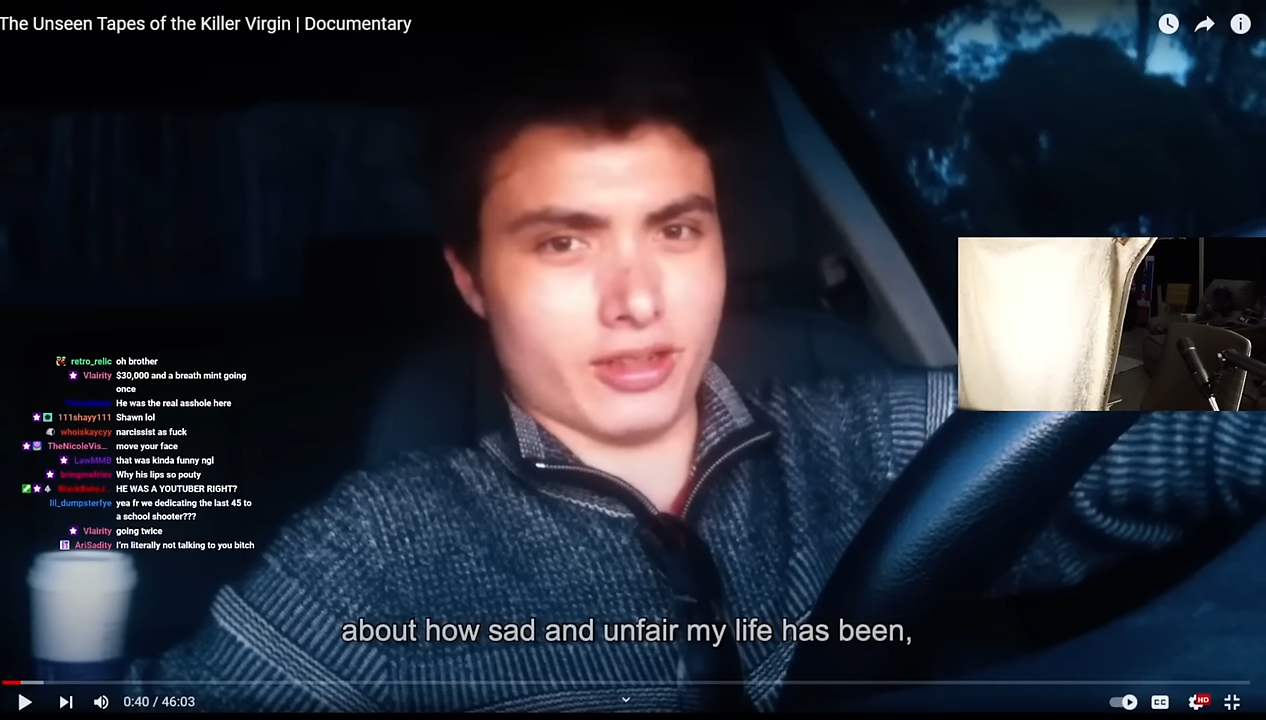 The Unseen Tapes of the Killer Virgin | Documentary
retro_relic oh brother
Vlairity $30,000 and a breath mint going
once
He was the real asshole here
111shayy111 Shawn lol
whoiskaycyy narcissist as fuck
TheNicoleVis... move your face
LawMMB that was kinda funny ngl
bringmefries Why his lips so pouty
HE WAS A YOUTUBER RIGHT?
lil_dumpsterfye yea fr we dedicating the last 45 to
a school shooter???
Vlairity going twice
AriSadity I'm literally not talking to you bitch
about how sad and unfair my life has been,
0:40 / 46:03
CC
HD